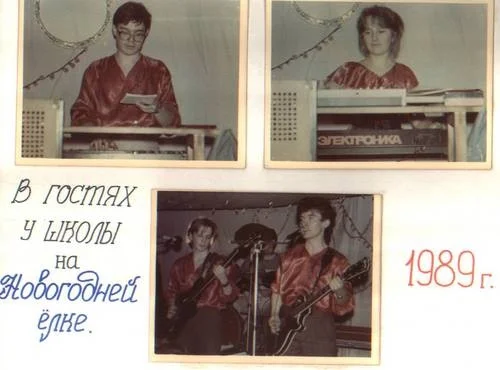 ЭЛЕКТРОНИКА
В гостях
у школы
на
Новогодней
ёлке.
1989 г.